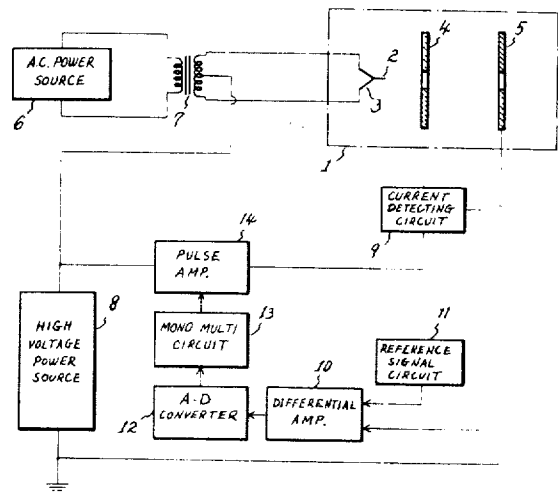 4
5
A.C. POWER
SOURCE
6
7
2
3
1
CURRENT
DETECTING
CIRCUIT
9
14
PULSE
AMP.
8
HIGH
VOLTAGE
POWER
SOURCE
MONO MULTI
CIRCUIT
13
11
REFERENCE
SIGNAL
CIRCUIT
10
A-D
CONVERTER
12
DIFFERENTIAL
AMP.